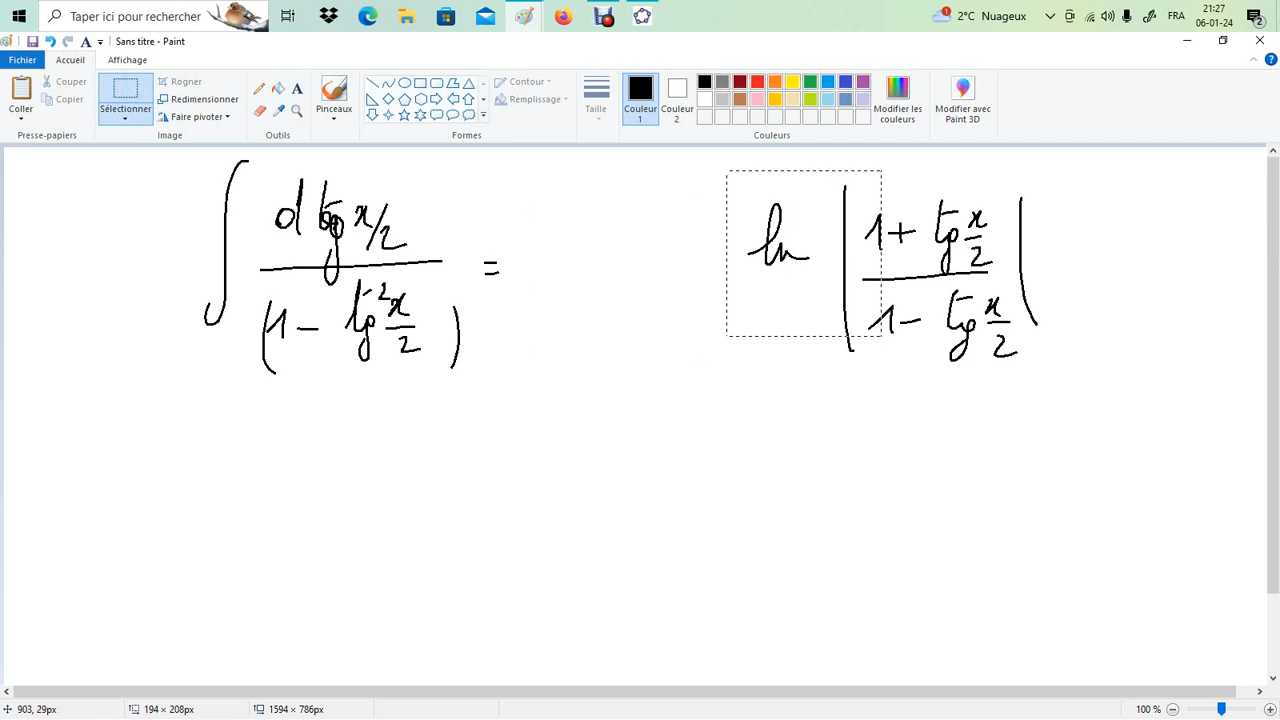 Taper ici pour rechercher
2°C Nuageux
FRA
21:27
06-01-24
2
Sans titre - Paint
Fichier
Accueil
Affichage
Coller
Couper
Copier
Sélectionner
Rogner
Redimensionner
Faire pivoter
Pinceaux
Contour
Remplissage
Taille
Couleur 1
Couleur 2
Modifier les couleurs
Modifier avec Paint 3D
Presse-papiers
Image
Outils
Formes
Couleurs
∫ d tg x/2 / (1 - tg² x/2) =
ln | 1 + tg x/2 / 1 - tg x/2 |
903, 29px
194 × 208px
1594 × 786px
100 %